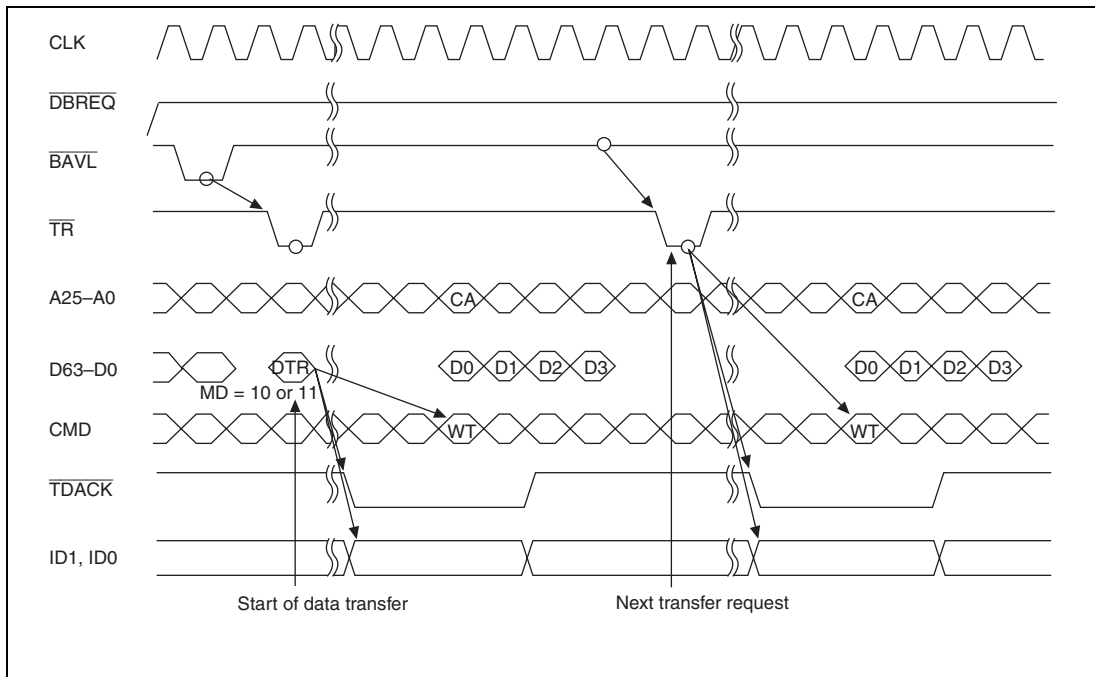 CLK
DBREQ
BAVL
TR
A25–A0 CA CA
D63–D0 DTR D0 D1 D2 D3 D0 D1 D2 D3
MD = 10 or 11
CMD WT WT
TDACK
ID1, ID0
Start of data transfer Next transfer request